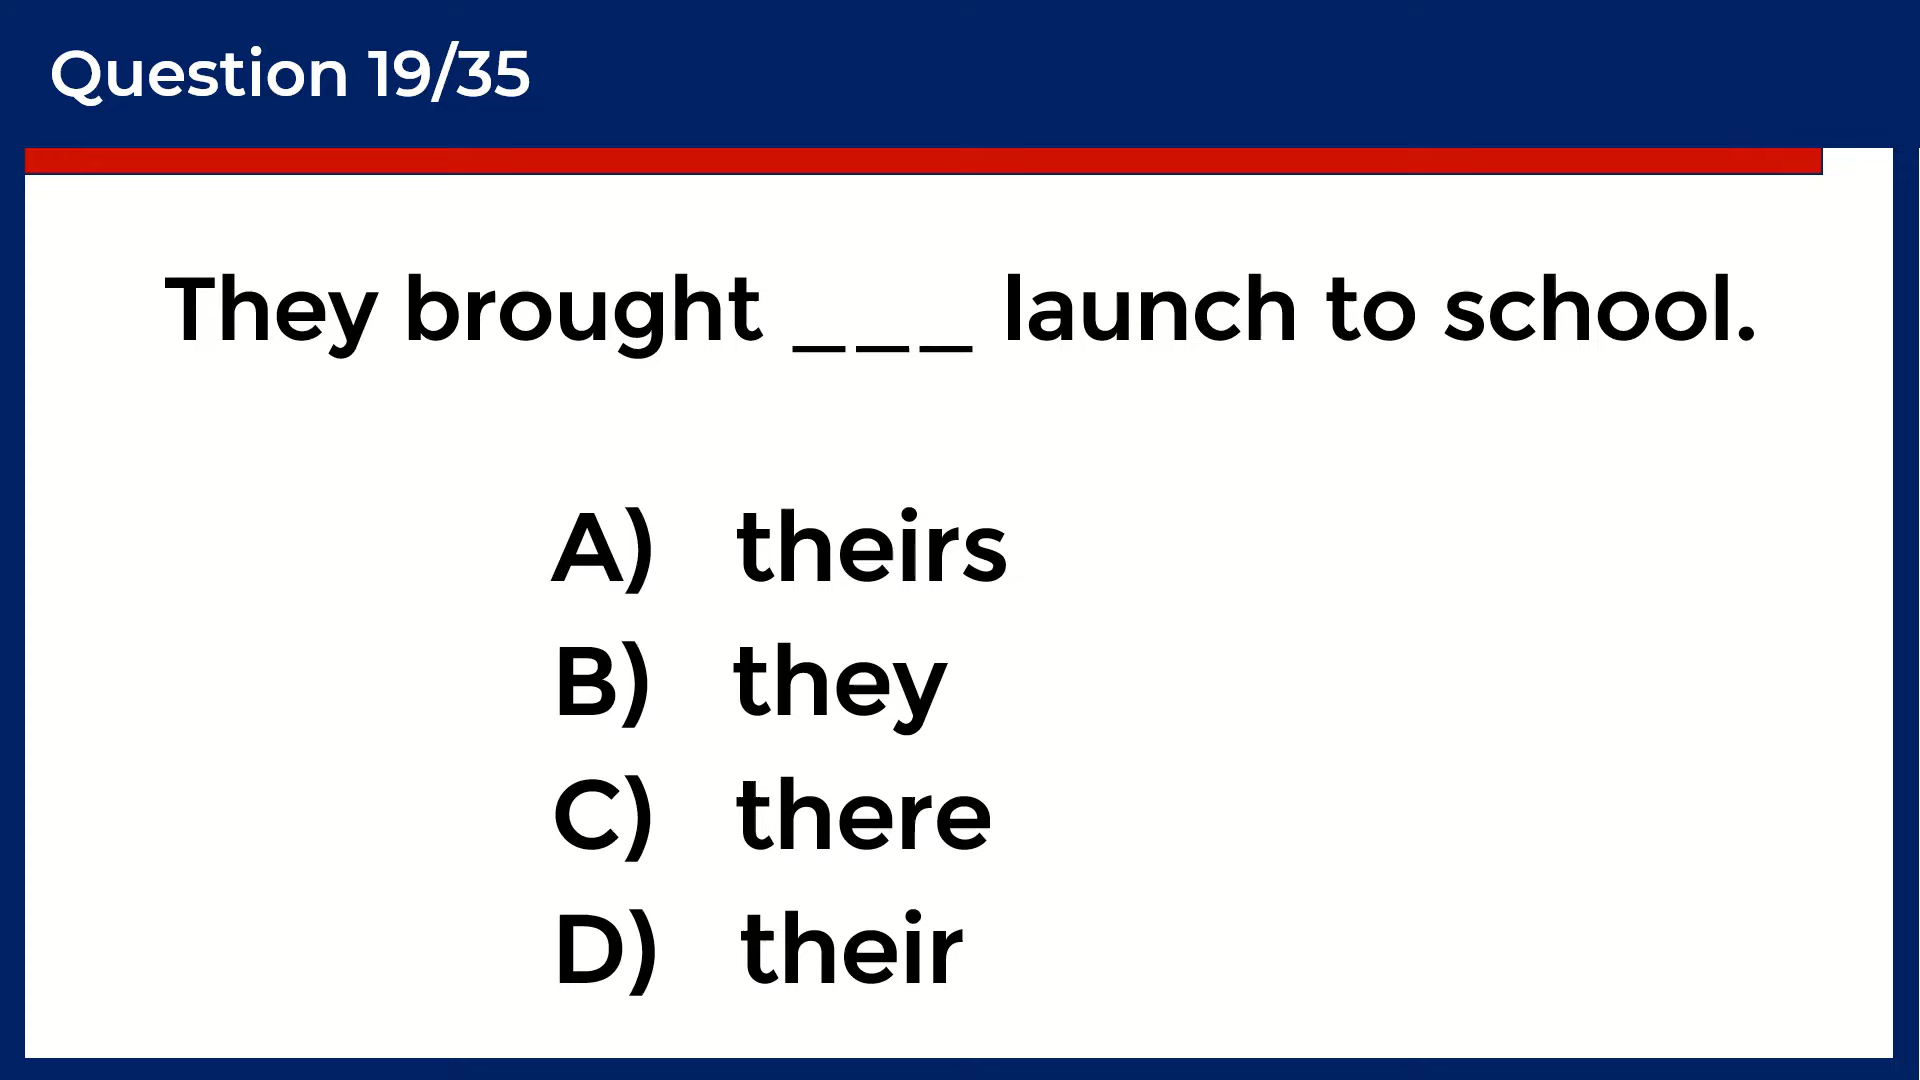 Question 19/35
They brought ___ launch to school.
A) theirs
B) they
C) there
D) their